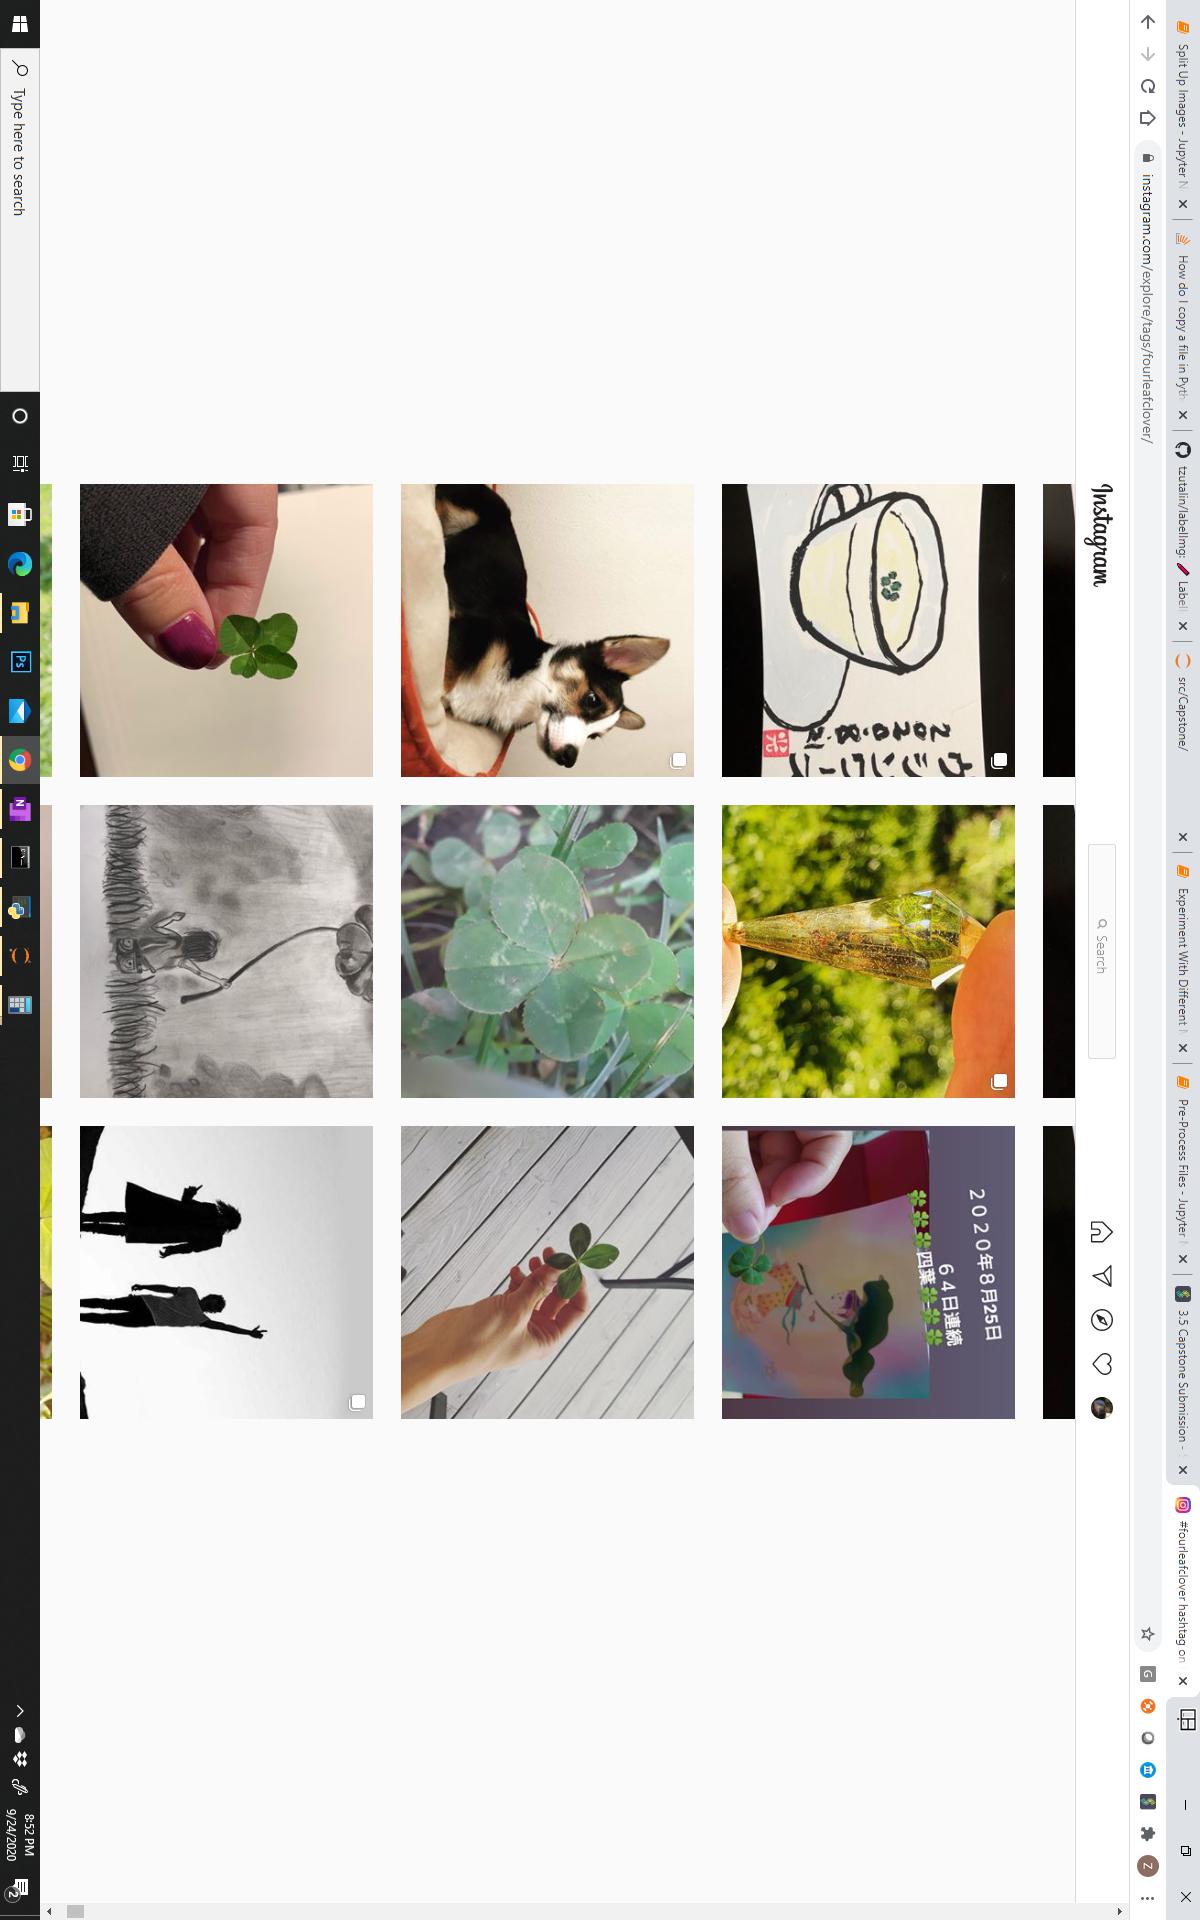 Split Up Images - Jupyter N
How do I copy a file in Pyth
tzutalin/labelImg: Label
src/Capstone/
Experiment With Different
Pre-Process Files - Jupyter
3.5 Capstone Submission -
#fourleafclover hashtag on
instagram.com/explore/tags/fourleafclover/
G
Z
Instagram
Search
2020.8.
2020年8月25日
64日連続
🍀🍀🍀四葉🍀🍀🍀
Ps
N
Type here to search
8:52 PM
9/24/2020
2